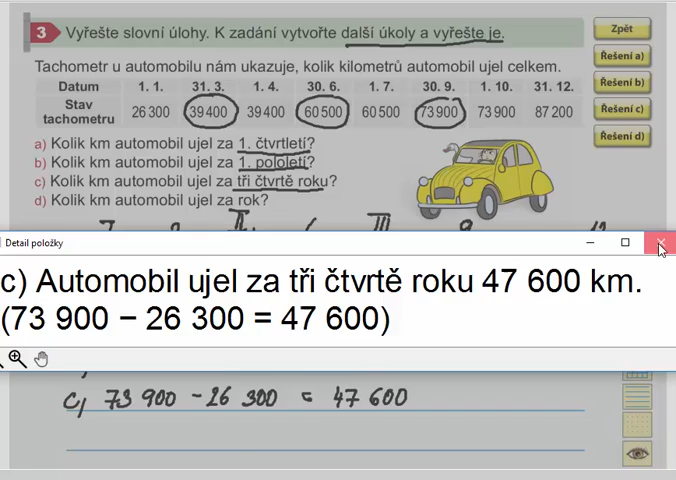 3 Vyřešte slovní úlohy. K zadání vytvořte další úkoly a vyřešte je.
Zpět
Řešení a)
Řešení b)
Řešení c)
Řešení d)
Tachometr u automobilu nám ukazuje, kolik kilometrů automobil ujel celkem.
Datum 1. 1. 31. 3. 1. 4. 30. 6. 1. 7. 30. 9. 1. 10. 31. 12.
Stav tachometru 26 300 39 400 39 400 60 500 60 500 73 900 73 900 87 200
a) Kolik km automobil ujel za 1. čtvrtletí?
b) Kolik km automobil ujel za 1. pololetí?
c) Kolik km automobil ujel za tři čtvrtě roku?
d) Kolik km automobil ujel za rok?
II. III
Detail položky
c) Automobil ujel za tři čtvrtě roku 47 600 km.
(73 900 − 26 300 = 47 600)
c) 73 900 - 26 300 = 47 600